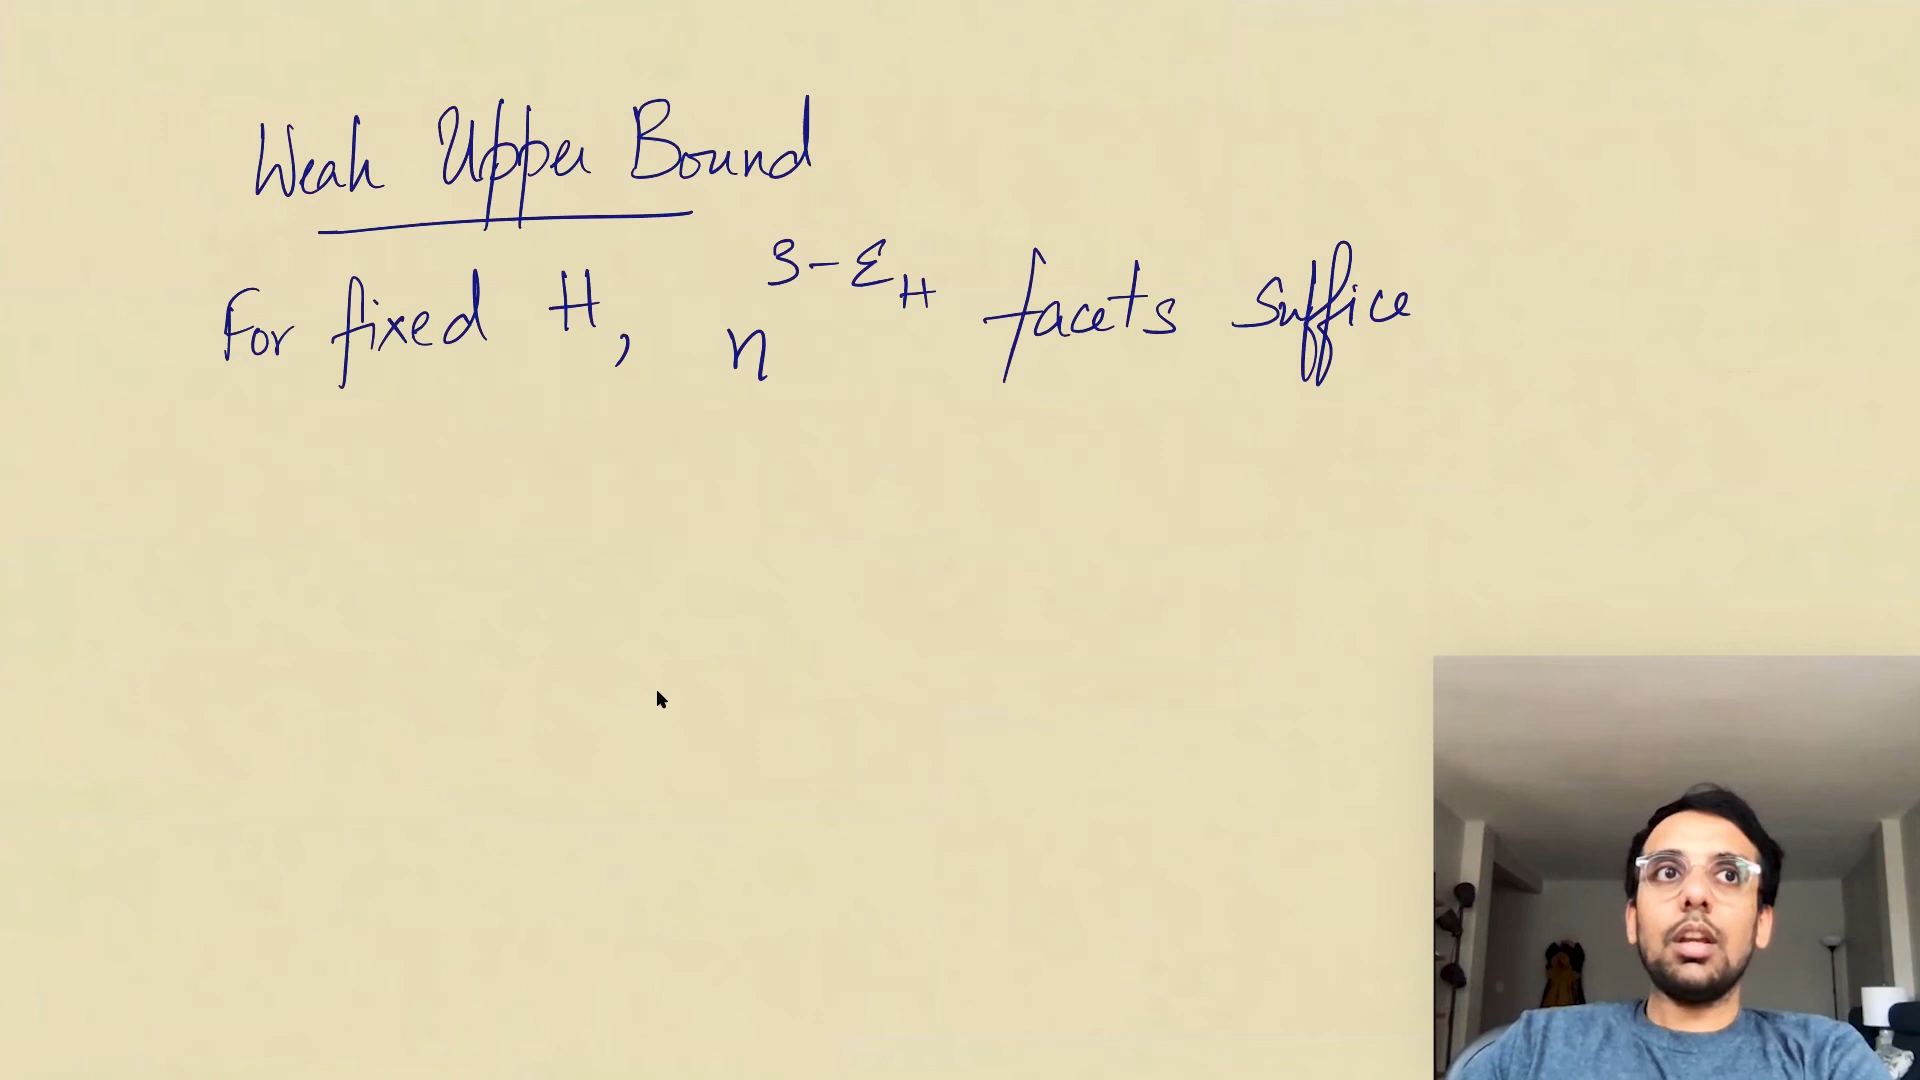 Weak Upper Bound
For fixed H, n^{3-ε_H} facets suffice